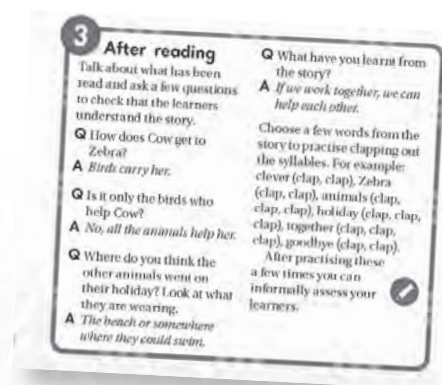 3
After reading
Talk about what has been
read and ask a few questions
to check that the learners
understand the story.
Q How does Cow get to
Zebra?
A Birds carry her.
Q Is it only the birds who
help Cow?
A No, all the animals help her.
Q Where do you think the
other animals went on
their holiday? Look at what
they are wearing.
A The beach or somewhere
where they could swim.
Q What have you learnt from
the story?
A If we work together, we can
help each other.
Choose a few words from the
story to practise clapping out
the syllables. For example:
clever (clap, clap), Zebra
(clap, clap), animals (clap,
clap, clap), holiday (clap, clap,
clap), together (clap, clap,
clap), goodbye (clap, clap).
After practising these
a few times you can
informally assess your
learners.